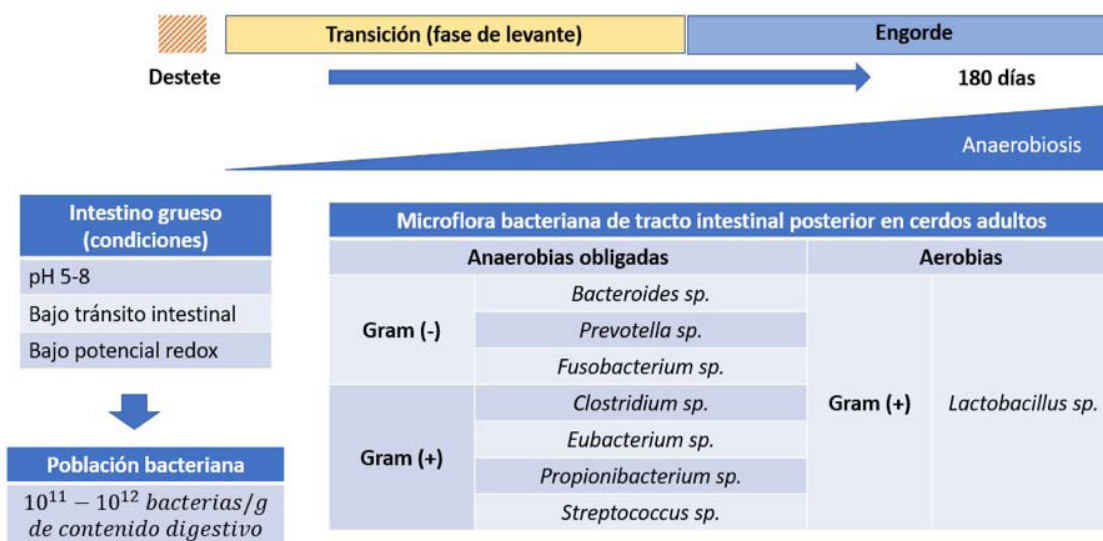 Transición (fase de levante)
Engorde
Destete
180 días
Anaerobiosis
Intestino grueso
(condiciones)
pH 5-8
Bajo tránsito intestinal
Bajo potencial redox
Población bacteriana
10¹¹ − 10¹² bacterias/g
de contenido digestivo
Microflora bacteriana de tracto intestinal posterior en cerdos adultos
Anaerobias obligadas
Aerobias
Gram (-)
Bacteroides sp.
Prevotella sp.
Fusobacterium sp.
Gram (+)
Clostridium sp.
Eubacterium sp.
Propionibacterium sp.
Streptococcus sp.
Gram (+)
Lactobacillus sp.